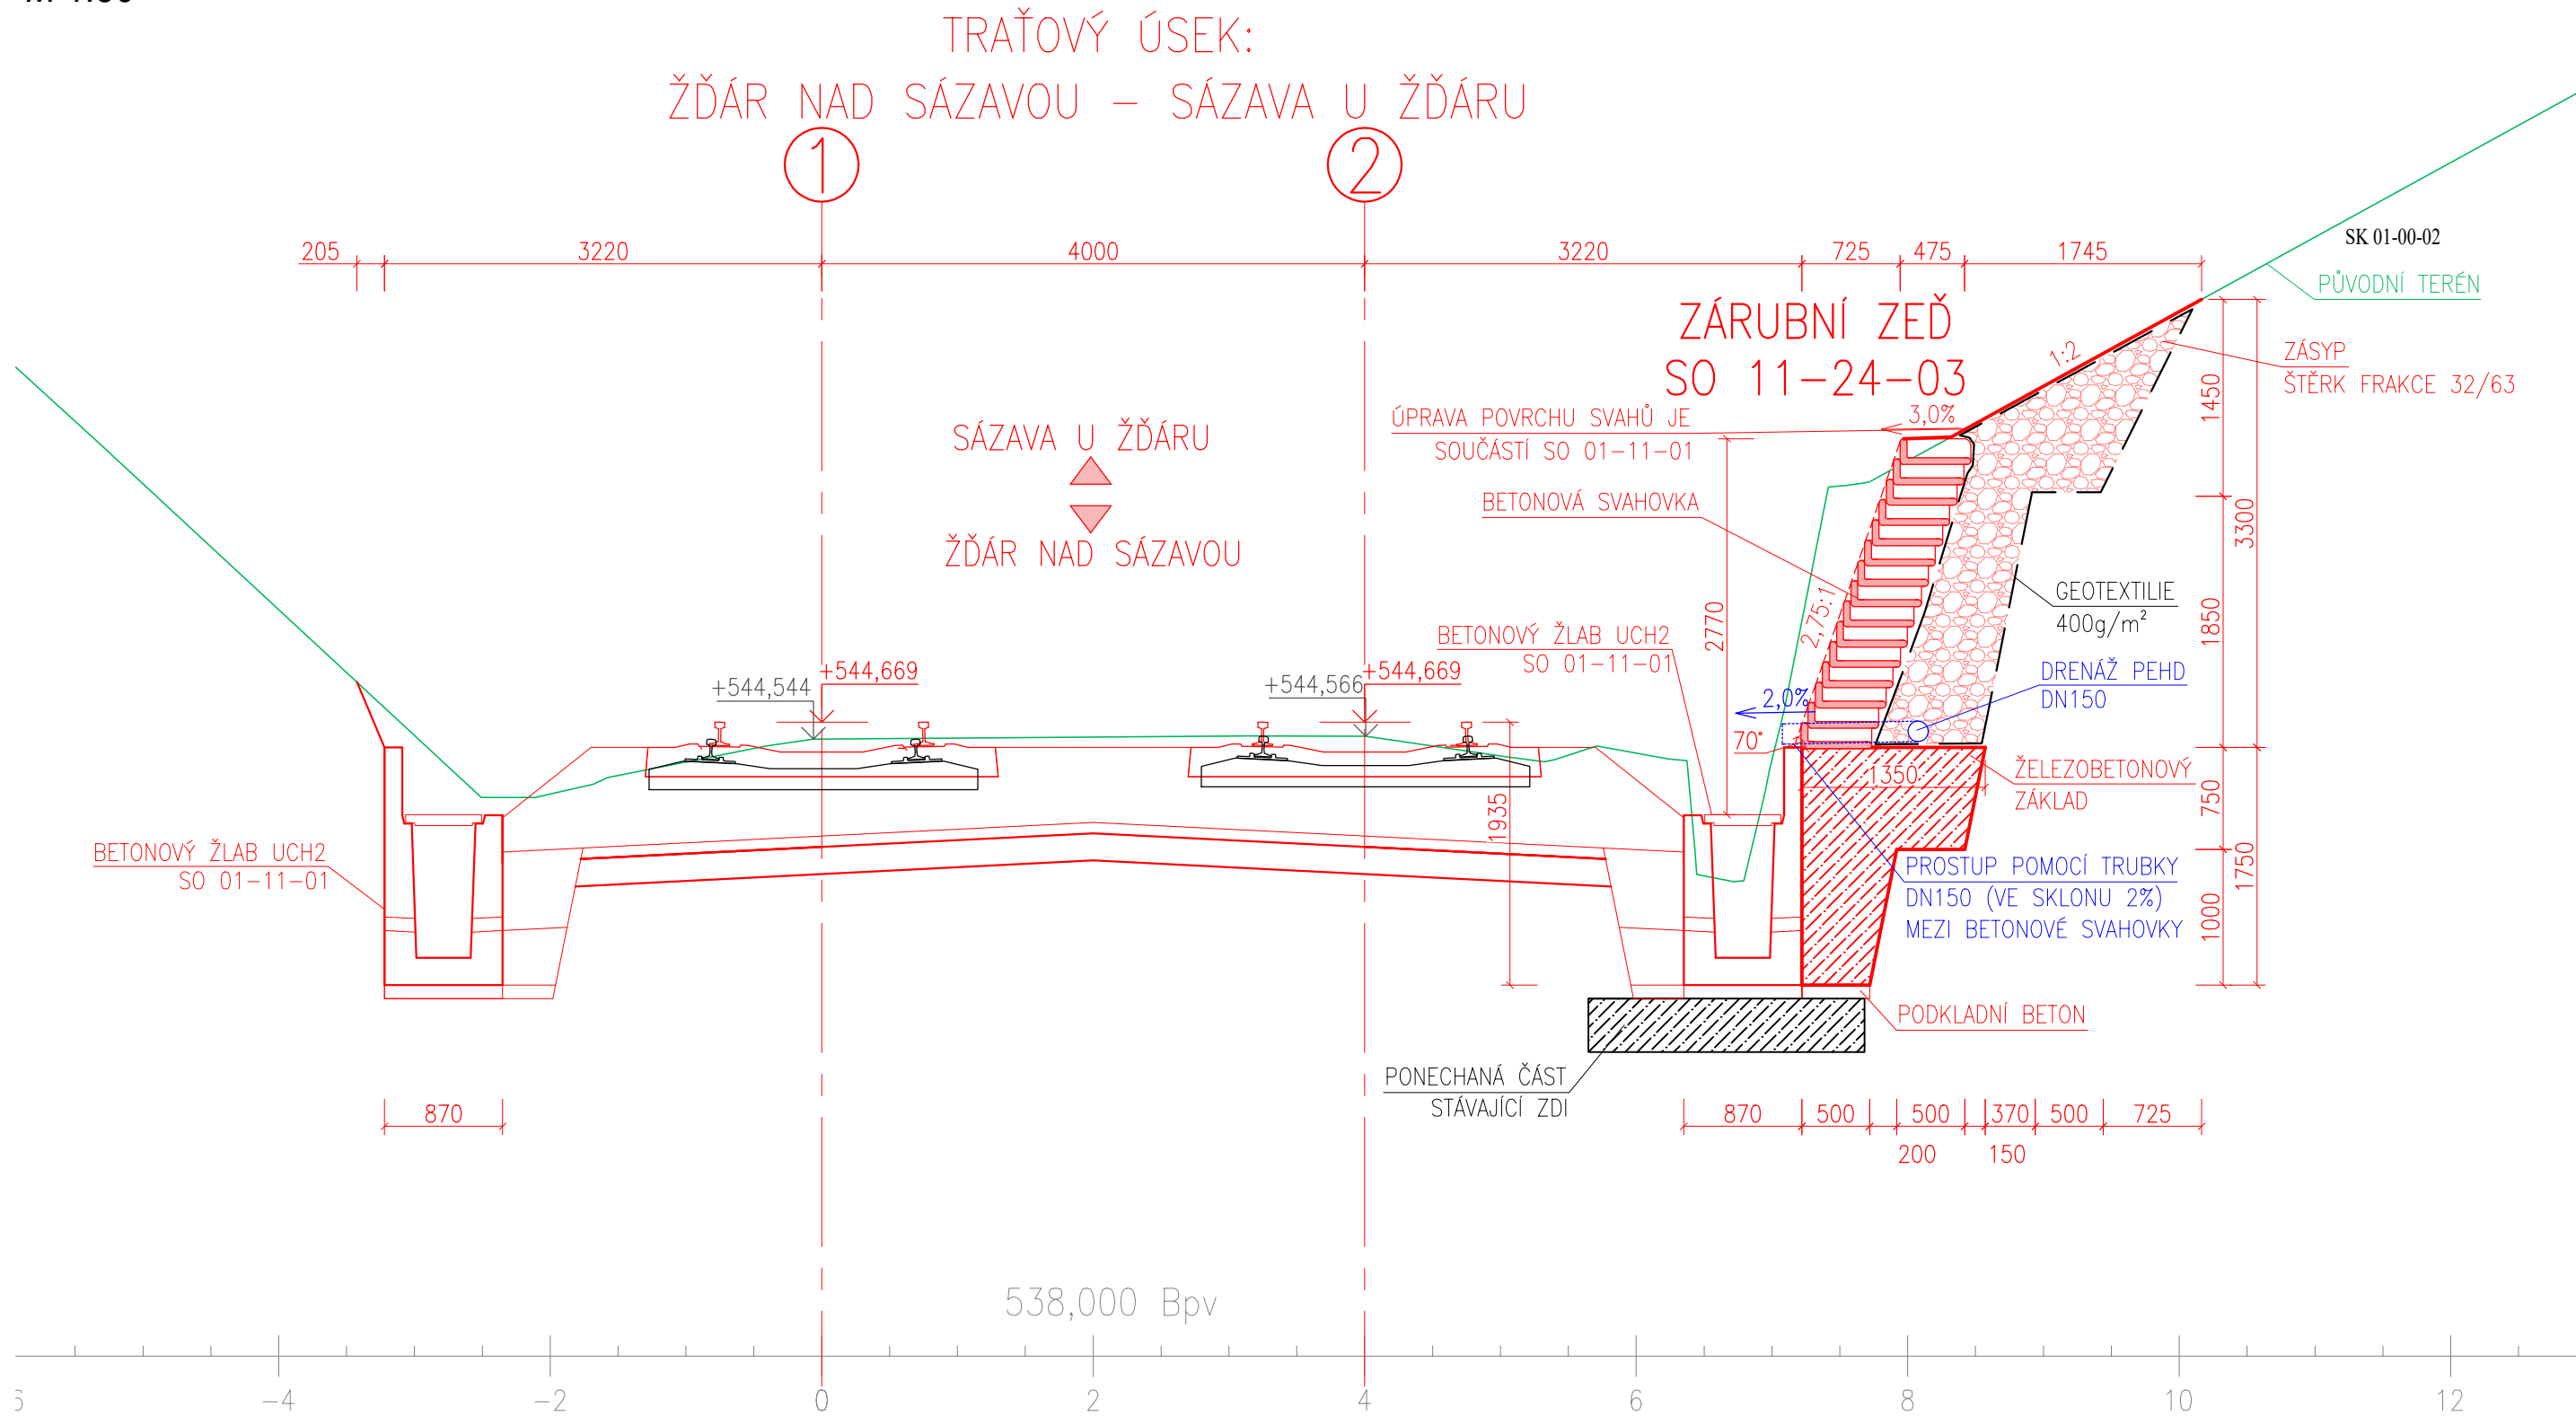 TRAŤOVÝ ÚSEK:
ŽĎÁR NAD SÁZAVOU – SÁZAVA U ŽĎÁRU
1
2
205
3220
4000
3220
725
475
1745
SK 01-00-02
PŮVODNÍ TERÉN
ZÁRUBNÍ ZEĎ
SO 11-24-03
1:2
ZÁSYP
ŠTĚRK FRAKCE 32/63
1450
3,0%
ÚPRAVA POVRCHU SVAHŮ JE
SOUČÁSTÍ SO 01-11-01
SÁZAVA U ŽĎÁRU
ŽĎÁR NAD SÁZAVOU
BETONOVÁ SVAHOVKA
3300
GEOTEXTILIE
400g/m²
1850
2770
2,75:1
BETONOVÝ ŽLAB UCH2
SO 01-11-01
DRENÁŽ PEHD
DN150
+544,544
+544,669
+544,566
+544,669
2,0%
70°
1350
ŽELEZOBETONOVÝ
ZÁKLAD
750
1935
BETONOVÝ ŽLAB UCH2
SO 01-11-01
PROSTUP POMOCÍ TRUBKY
DN150 (VE SKLONU 2%)
MEZI BETONOVÉ SVAHOVKY
1750
1000
PODKLADNÍ BETON
PONECHANÁ ČÁST
STÁVAJÍCÍ ZDI
870
870
500
500
370
500
725
200
150
538,000 Bpv
-4
-2
0
2
4
6
8
10
12